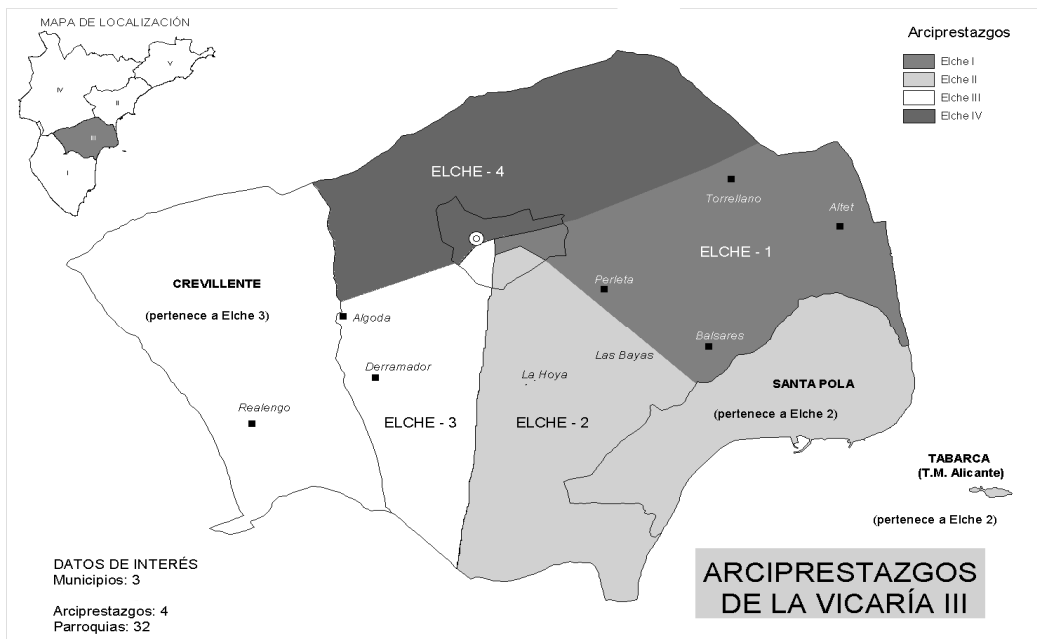 MAPA DE LOCALIZACIÓN
V
IV
II
III
I
Arciprestazgos
Elche I
Elche II
Elche III
Elche IV
ELCHE - 4
Torrellano
Altet
ELCHE - 1
CREVILLENTE
(pertenece a Elche 3)
Perleta
Algoda
Balsares
Las Bayas
Derramador
La Hoya
SANTA POLA
(pertenece a Elche 2)
Realengo
ELCHE - 3
ELCHE - 2
TABARCA
(T.M. Alicante)
(pertenece a Elche 2)
DATOS DE INTERÉS
Municipios: 3
Arciprestazgos: 4
Parroquias: 32
ARCIPRESTAZGOS
DE LA VICARÍA III